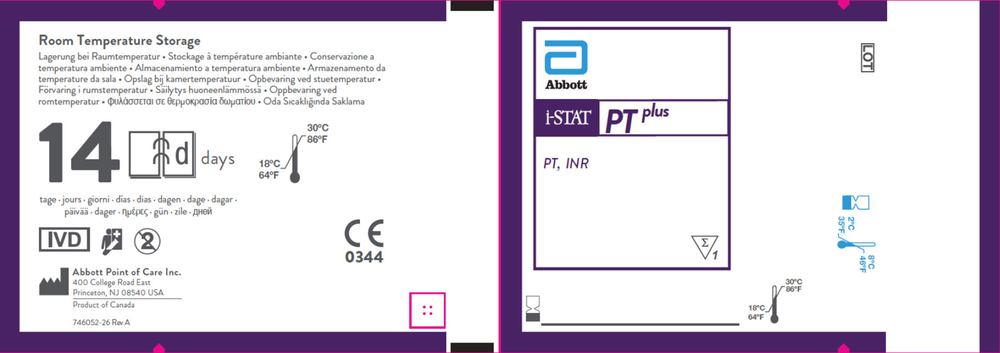 Room Temperature Storage
Lagerung bei Raumtemperatur • Stockage à température ambiante • Conservazione a
temperatura ambiente • Almacenamiento a temperatura ambiente • Armazenamento da
temperature da sala • Opslag bij kamertemperatuur • Opbevaring ved stuetemperatur •
Förvaring i rumstemperatur • Säilytys huoneenlämmössä • Oppbevaring ved
romtemperatur • Φυλάσσεται σε θερμοκρασία δωματίου • Oda Sıcaklığında Saklama
14 d days
30°C
86°F
18°C
64°F
tage · jours · giorni · días · dias · dagen · dage · dagar ·
päivää · dager · ημέρες · gün · zile · дней
IVD
2
CE
0344
Abbott Point of Care Inc.
400 College Road East
Princeton, NJ 08540 USA
Product of Canada
746052-26 Rev A
Abbott
i-STAT PT plus
PT, INR
Σ
1
LOT
2°C
35°F
8°C
46°F
30°C
86°F
18°C
64°F